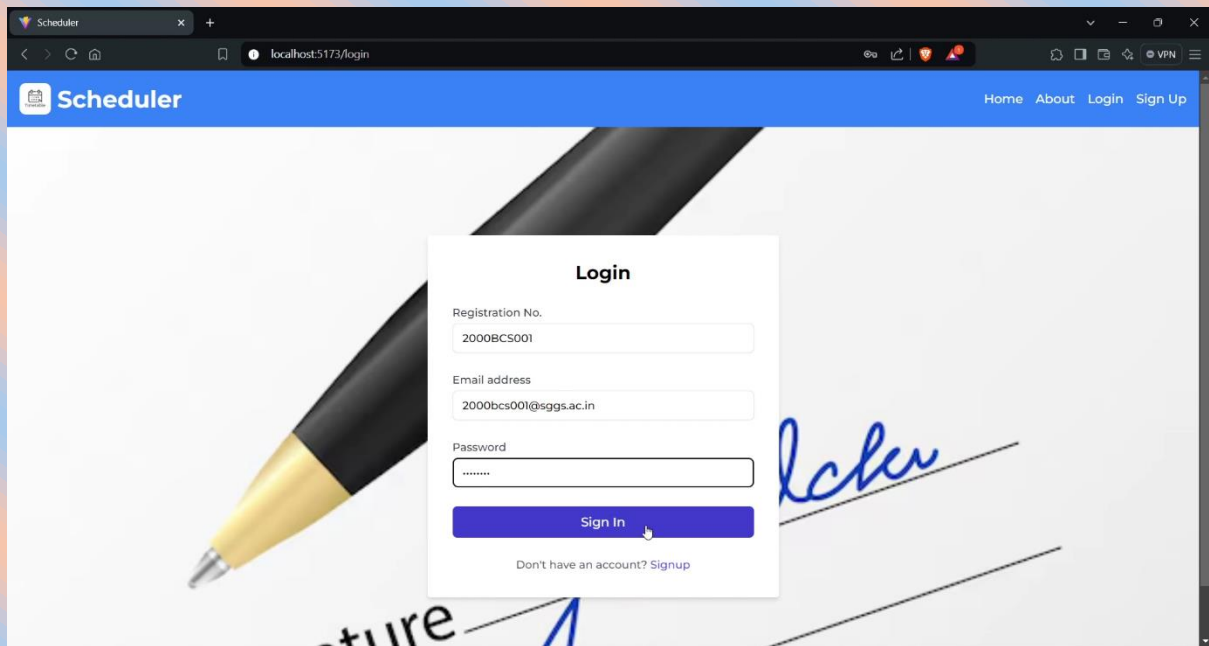 Scheduler
localhost:5173/login
VPN
Scheduler
Home About Login Sign Up
Login
Registration No.
2000BCS001
Email address
2000bcs001@sggs.ac.in
Password
........
Sign In
Don't have an account? Signup